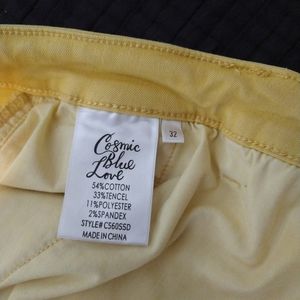 Cosmic
Blue
Love
54%COTTON
33%TENCEL
11%POLYESTER
2%SPANDEX
STYLE#C5605SD
MADE IN CHINA
32